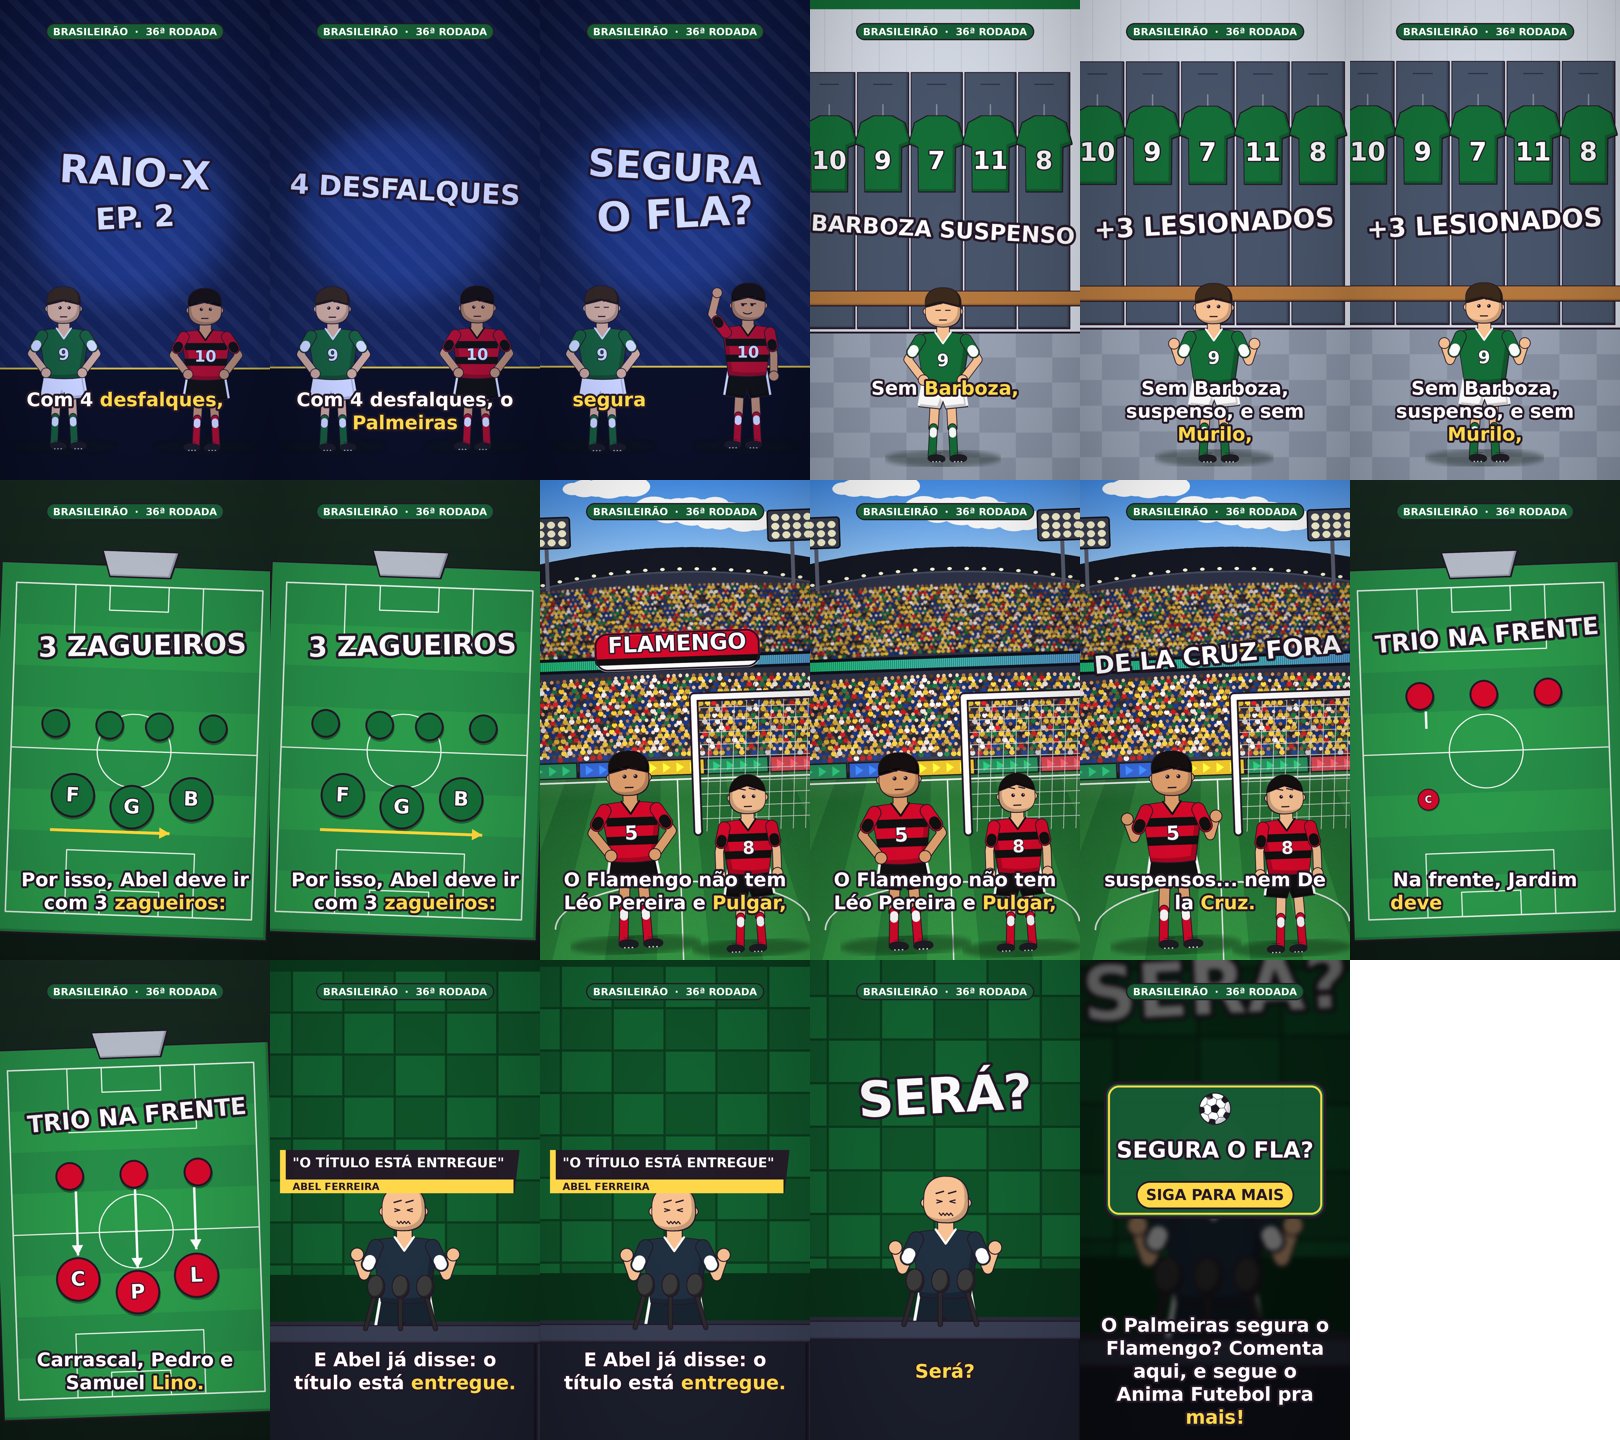 BRASILEIRÃO · 36ª RODADA
RAIO-X
EP. 2
9
10
Com 4 desfalques,
BRASILEIRÃO · 36ª RODADA
4 DESFALQUES
9
10
Com 4 desfalques, o
Palmeiras
BRASILEIRÃO · 36ª RODADA
SEGURA
O FLA?
9
10
segura
BRASILEIRÃO · 36ª RODADA
10 9 7 11 8
BARBOZA SUSPENSO
9
Sem Barboza,
BRASILEIRÃO · 36ª RODADA
10 9 7 11 8
+3 LESIONADOS
9
Sem Barboza,
suspenso, e sem
Murilo,
BRASILEIRÃO · 36ª RODADA
10 9 7 11 8
+3 LESIONADOS
9
Sem Barboza,
suspenso, e sem
Murilo,
BRASILEIRÃO · 36ª RODADA
3 ZAGUEIROS
F G B
Por isso, Abel deve ir
com 3 zagueiros:
BRASILEIRÃO · 36ª RODADA
3 ZAGUEIROS
F G B
Por isso, Abel deve ir
com 3 zagueiros:
BRASILEIRÃO · 36ª RODADA
FLAMENGO
5
8
O Flamengo não tem
Léo Pereira e Pulgar,
BRASILEIRÃO · 36ª RODADA
5
8
O Flamengo não tem
Léo Pereira e Pulgar,
BRASILEIRÃO · 36ª RODADA
DE LA CRUZ FORA
5
8
suspensos... nem De
la Cruz.
BRASILEIRÃO · 36ª RODADA
TRIO NA FRENTE
C
Na frente, Jardim
deve
BRASILEIRÃO · 36ª RODADA
TRIO NA FRENTE
C P L
Carrascal, Pedro e
Samuel Lino.
BRASILEIRÃO · 36ª RODADA
"O TÍTULO ESTÁ ENTREGUE"
ABEL FERREIRA
E Abel já disse: o
título está entregue.
BRASILEIRÃO · 36ª RODADA
"O TÍTULO ESTÁ ENTREGUE"
ABEL FERREIRA
E Abel já disse: o
título está entregue.
BRASILEIRÃO · 36ª RODADA
SERÁ?
Será?
SERÁ?
BRASILEIRÃO · 36ª RODADA
SEGURA O FLA?
SIGA PARA MAIS
O Palmeiras segura o
Flamengo? Comenta
aqui, e segue o
Anima Futebol pra
mais!